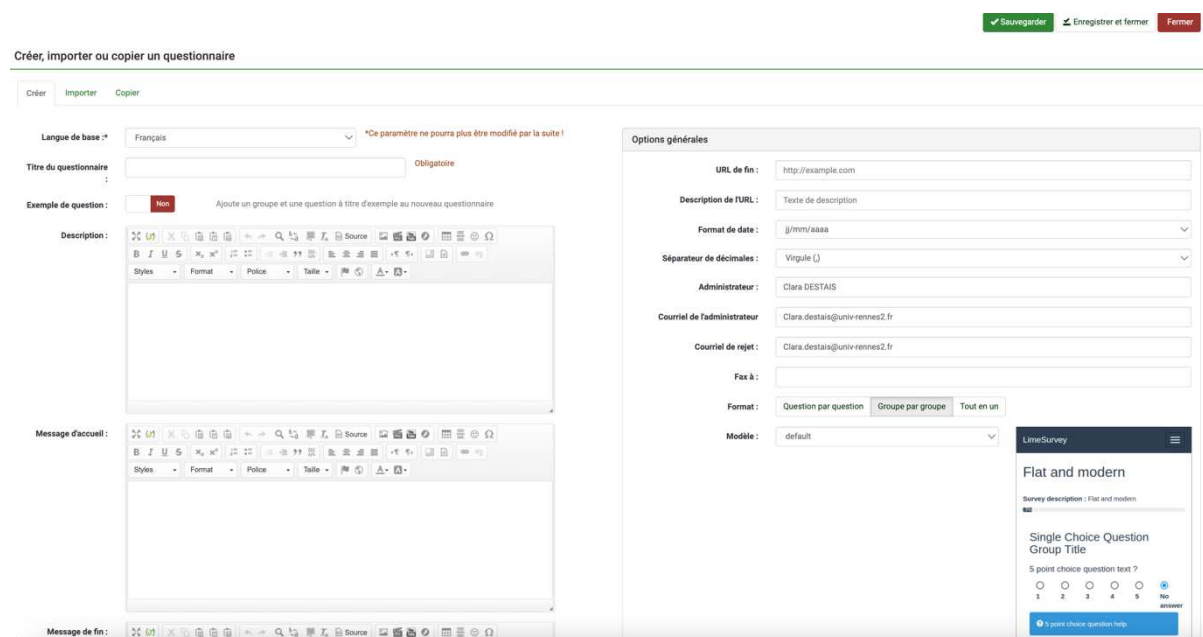 Sauvegarder Enregistrer et fermer Fermer
Créer, importer ou copier un questionnaire
Créer Importer Copier
Langue de base :* Français *Ce paramètre ne pourra plus être modifié par la suite !
Titre du questionnaire : Obligatoire
Exemple de question : Non Ajoute un groupe et une question à titre d'exemple au nouveau questionnaire
Description :
Source
B I U S
Styles Format Police Taille
Message d'accueil :
Source
B I U S
Styles Format Police Taille
Message de fin :
Source
Options générales
URL de fin : http://example.com
Description de l'URL : Texte de description
Format de date : jj/mm/aaaa
Séparateur de décimales : Virgule (,)
Administrateur : Clara DESTAIS
Courriel de l'administrateur Clara.destais@univ-rennes2.fr
Courriel de rejet : Clara.destais@univ-rennes2.fr
Fax à :
Format : Question par question Groupe par groupe Tout en un
Modèle : default
LimeSurvey
Flat and modern
Survey description : Flat and modern
Single Choice Question
Group Title
5 point choice question text ?
1 2 3 4 5 No answer
5 point choice question help